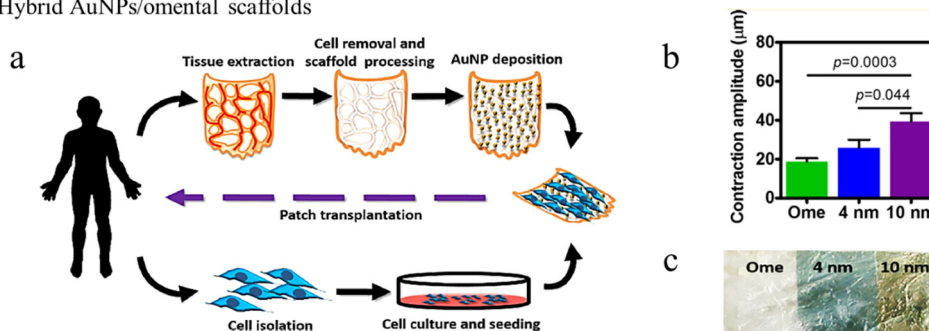 Hybrid AuNPs/omental scaffolds
a
Tissue extraction
Cell removal and
scaffold processing
AuNP deposition
Patch transplantation
Cell isolation
Cell culture and seeding
b
Contraction amplitude (μm)
80
60
40
20
0
p=0.0003
p=0.044
Ome 4 nm 10 nm
c
Ome 4 nm 10 nm